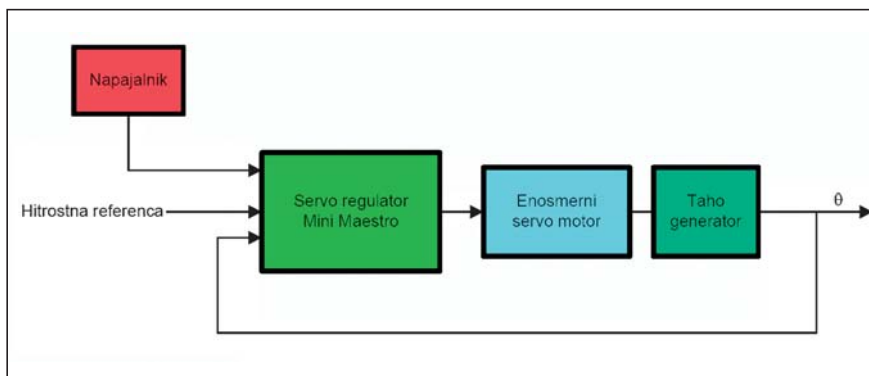 Napajalnik
Hitrostna referenca
Servo regulator
Mini Maestro
Enosmerni
servo motor
Taho
generator
θ